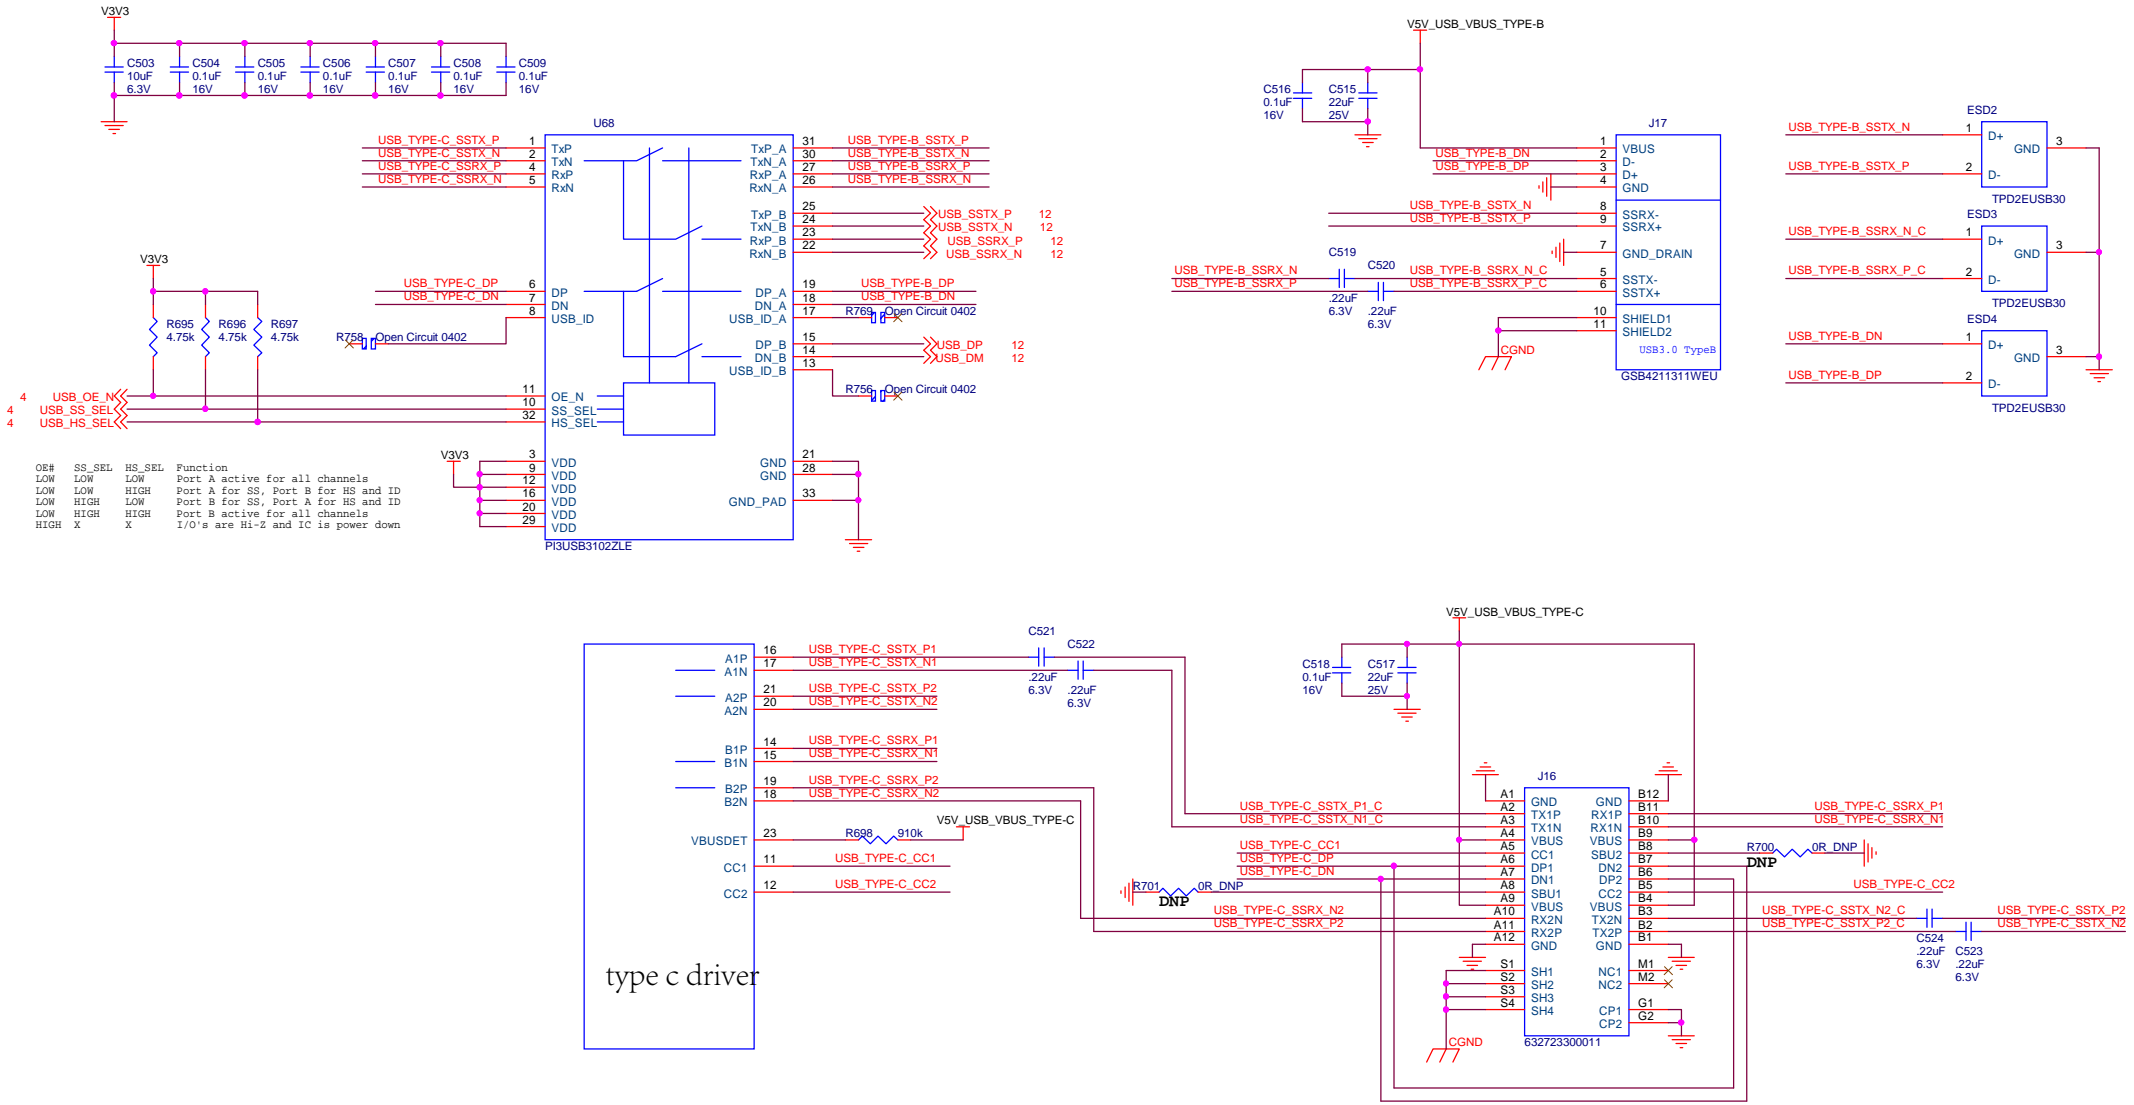 V3V3
C503
10uF
6.3V
C504
0.1uF
16V
C505
0.1uF
16V
C506
0.1uF
16V
C507
0.1uF
16V
C508
0.1uF
16V
C509
0.1uF
16V
U68
USB_TYPE-C_SSTX_P 1 TxP
USB_TYPE-C_SSTX_N 2 TxN
USB_TYPE-C_SSRX_P 4 RxP
USB_TYPE-C_SSRX_N 5 RxN
TxP_A 31 USB_TYPE-B_SSTX_P
TxN_A 30 USB_TYPE-B_SSTX_N
RxP_A 27 USB_TYPE-B_SSRX_P
RxN_A 26 USB_TYPE-B_SSRX_N
TxP_B 25 USB_SSTX_P 12
TxN_B 24 USB_SSTX_N 12
RxP_B 23 USB_SSRX_P 12
RxN_B 22 USB_SSRX_N 12
USB_TYPE-C_DP 6 DP
USB_TYPE-C_DN 7 DN
8 USB_ID
R758 Open Circuit 0402
DP_A 19 USB_TYPE-B_DP
DN_A 18 USB_TYPE-B_DN
USB_ID_A 17 R769 Open Circuit 0402
DP_B 15 USB_DP 12
DN_B 14 USB_DM 12
USB_ID_B 13
R756 Open Circuit 0402
V3V3
R695
4.75k
R696
4.75k
R697
4.75k
4 USB_OE_N 11 OE_N
4 USB_SS_SEL 10 SS_SEL
4 USB_HS_SEL 32 HS_SEL
V3V3
3 VDD
9 VDD
12 VDD
16 VDD
20 VDD
29 VDD
GND 21
GND 28
GND_PAD 33
PI3USB3102ZLE
OE# SS_SEL HS_SEL Function
LOW LOW LOW Port A active for all channels
LOW LOW HIGH Port A for SS, Port B for HS and ID
LOW HIGH LOW Port B for SS, Port A for HS and ID
LOW HIGH HIGH Port B active for all channels
HIGH X X I/O's are Hi-Z and IC is power down
V5V_USB_VBUS_TYPE-B
C516
0.1uF
16V
C515
22uF
25V
J17
1 VBUS
USB_TYPE-B_DN 2 D-
USB_TYPE-B_DP 3 D+
4 GND
USB_TYPE-B_SSTX_N 8 SSRX-
USB_TYPE-B_SSTX_P 9 SSRX+
7 GND_DRAIN
C519
.22uF
6.3V
C520
.22uF
6.3V
USB_TYPE-B_SSRX_N USB_TYPE-B_SSRX_N_C 5 SSTX-
USB_TYPE-B_SSRX_P USB_TYPE-B_SSRX_P_C 6 SSTX+
10 SHIELD1
11 SHIELD2
CGND
USB3.0 TypeB
GSB4211311WEU
ESD2
USB_TYPE-B_SSTX_N 1 D+
GND 3
USB_TYPE-B_SSTX_P 2 D-
TPD2EUSB30
ESD3
USB_TYPE-B_SSRX_N_C 1 D+
GND 3
USB_TYPE-B_SSRX_P_C 2 D-
TPD2EUSB30
ESD4
USB_TYPE-B_DN 1 D+
GND 3
USB_TYPE-B_DP 2 D-
TPD2EUSB30
A1P 16 USB_TYPE-C_SSTX_P1
A1N 17 USB_TYPE-C_SSTX_N1
A2P 21 USB_TYPE-C_SSTX_P2
A2N 20 USB_TYPE-C_SSTX_N2
B1P 14 USB_TYPE-C_SSRX_P1
B1N 15 USB_TYPE-C_SSRX_N1
B2P 19 USB_TYPE-C_SSRX_P2
B2N 18 USB_TYPE-C_SSRX_N2
VBUSDET 23 R698 910k V5V_USB_VBUS_TYPE-C
CC1 11 USB_TYPE-C_CC1
CC2 12 USB_TYPE-C_CC2
type c driver
C521
.22uF
6.3V
C522
.22uF
6.3V
V5V_USB_VBUS_TYPE-C
C518
0.1uF
16V
C517
22uF
25V
J16
A1 GND
USB_TYPE-C_SSTX_P1_C A2 TX1P
USB_TYPE-C_SSTX_N1_C A3 TX1N
A4 VBUS
USB_TYPE-C_CC1 A5 CC1
USB_TYPE-C_DP A6 DP1
USB_TYPE-C_DN A7 DN1
R701 0R_DNP A8 SBU1
DNP
A9 VBUS
USB_TYPE-C_SSRX_N2 A10 RX2N
USB_TYPE-C_SSRX_P2 A11 RX2P
A12 GND
S1 SH1
S2 SH2
S3 SH3
S4 SH4
CGND
GND B12
RX1P B11 USB_TYPE-C_SSRX_P1
RX1N B10 USB_TYPE-C_SSRX_N1
VBUS B9
SBU2 B8 R700 0R_DNP
DNP
DN2 B7
DP2 B6
CC2 B5 USB_TYPE-C_CC2
VBUS B4
TX2N B3 USB_TYPE-C_SSTX_N2_C USB_TYPE-C_SSTX_P2
TX2P B2 USB_TYPE-C_SSTX_P2_C USB_TYPE-C_SSTX_N2
GND B1
C524
.22uF
6.3V
C523
.22uF
6.3V
NC1 M1
NC2 M2
CP1 G1
CP2 G2
632723300011